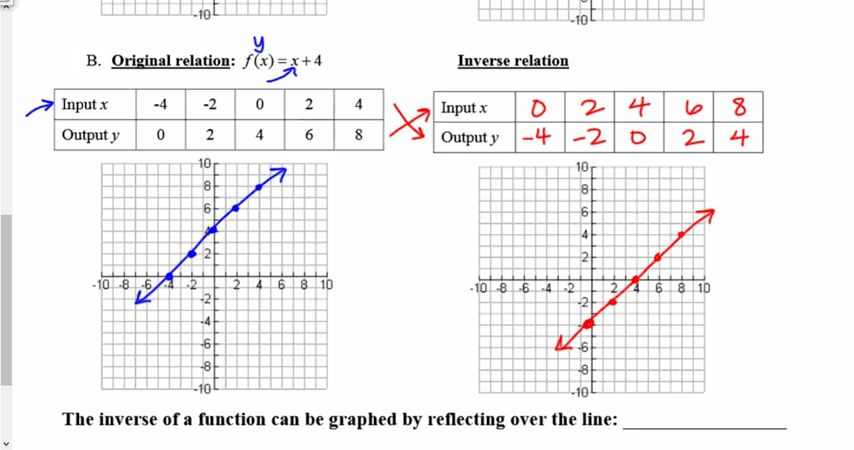 -10 -10
y
B. Original relation: f(x) = x + 4 Inverse relation
Input x -4 -2 0 2 4 Input x 0 2 4 6 8
Output y 0 2 4 6 8 Output y -4 -2 0 2 4
10 10
8 8
6 6
4 4
2 2
-10 -8 -6 -4 -2 2 4 6 8 10 -10 -8 -6 -4 -2 2 4 6 8 10
-2 -2
-4
-6 -6
-8 -8
-10 -10
The inverse of a function can be graphed by reflecting over the line: